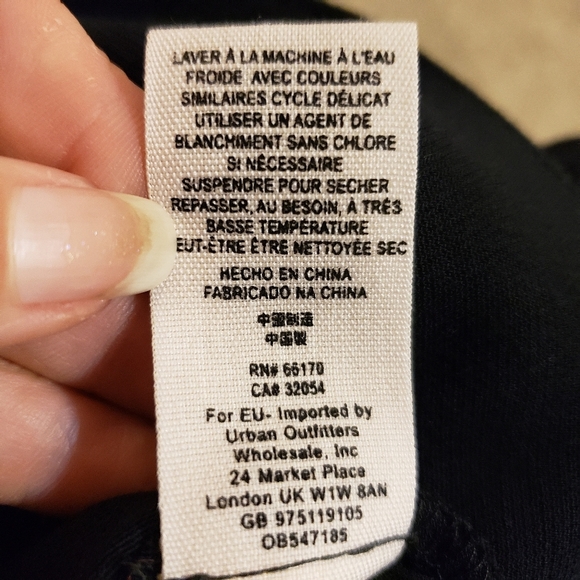 LAVER À LA MACHINE À L'EAU
FROIDE AVEC COULEURS
SIMILAIRES CYCLE DÉLICAT
UTILISER UN AGENT DE
BLANCHIMENT SANS CHLORE
SI NÉCESSAIRE
SUSPENDRE POUR SECHER
REPASSER, AU BESOIN, À TRÉS
BASSE TEMPÉRATURE
EUT-ÊTRE ÊTRE NETTOYÉE SEC
HECHO EN CHINA
FABRICADO NA CHINA
中國制造
中国製
RN# 66170
CA# 32054
For EU- Imported by
Urban Outfitters
Wholesale, Inc
24 Market Place
London UK W1W 8AN
GB 975119105
OB547185